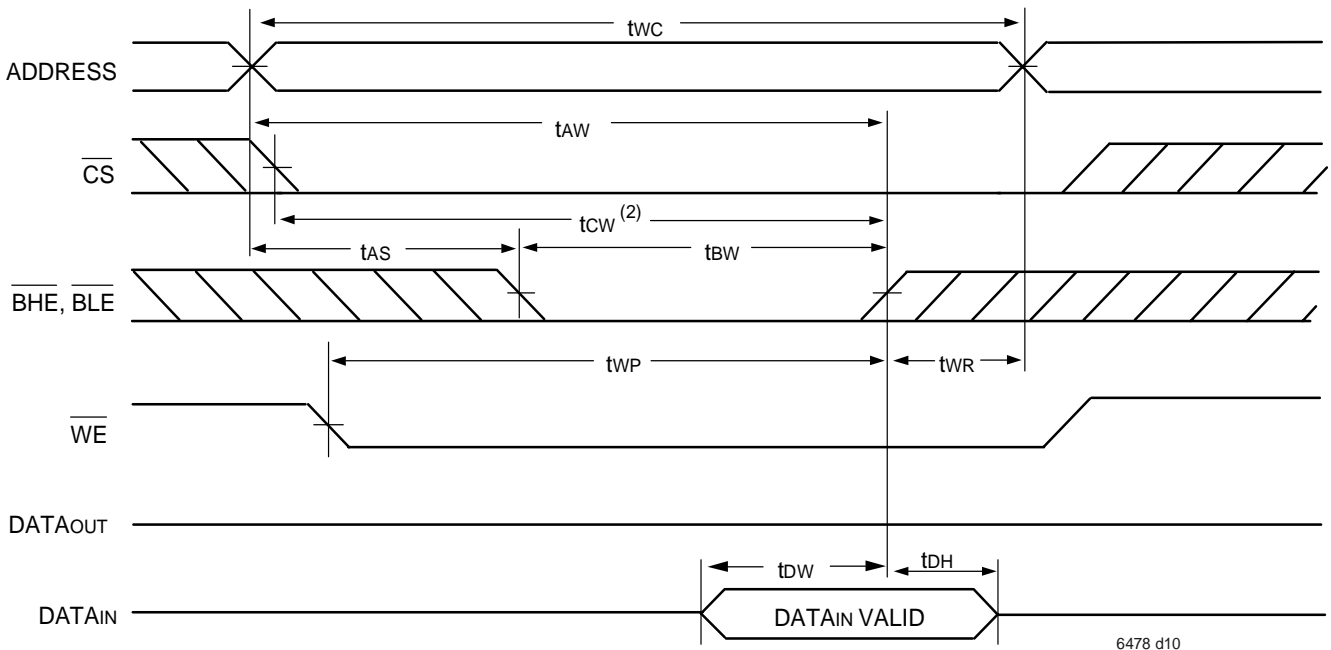 tWC
ADDRESS
tAW
CS
tCW (2)
tAS
tBW
BHE, BLE
tWP
tWR
WE
DATAOUT
tDW
tDH
DATAIN
DATAIN VALID
6478 d10